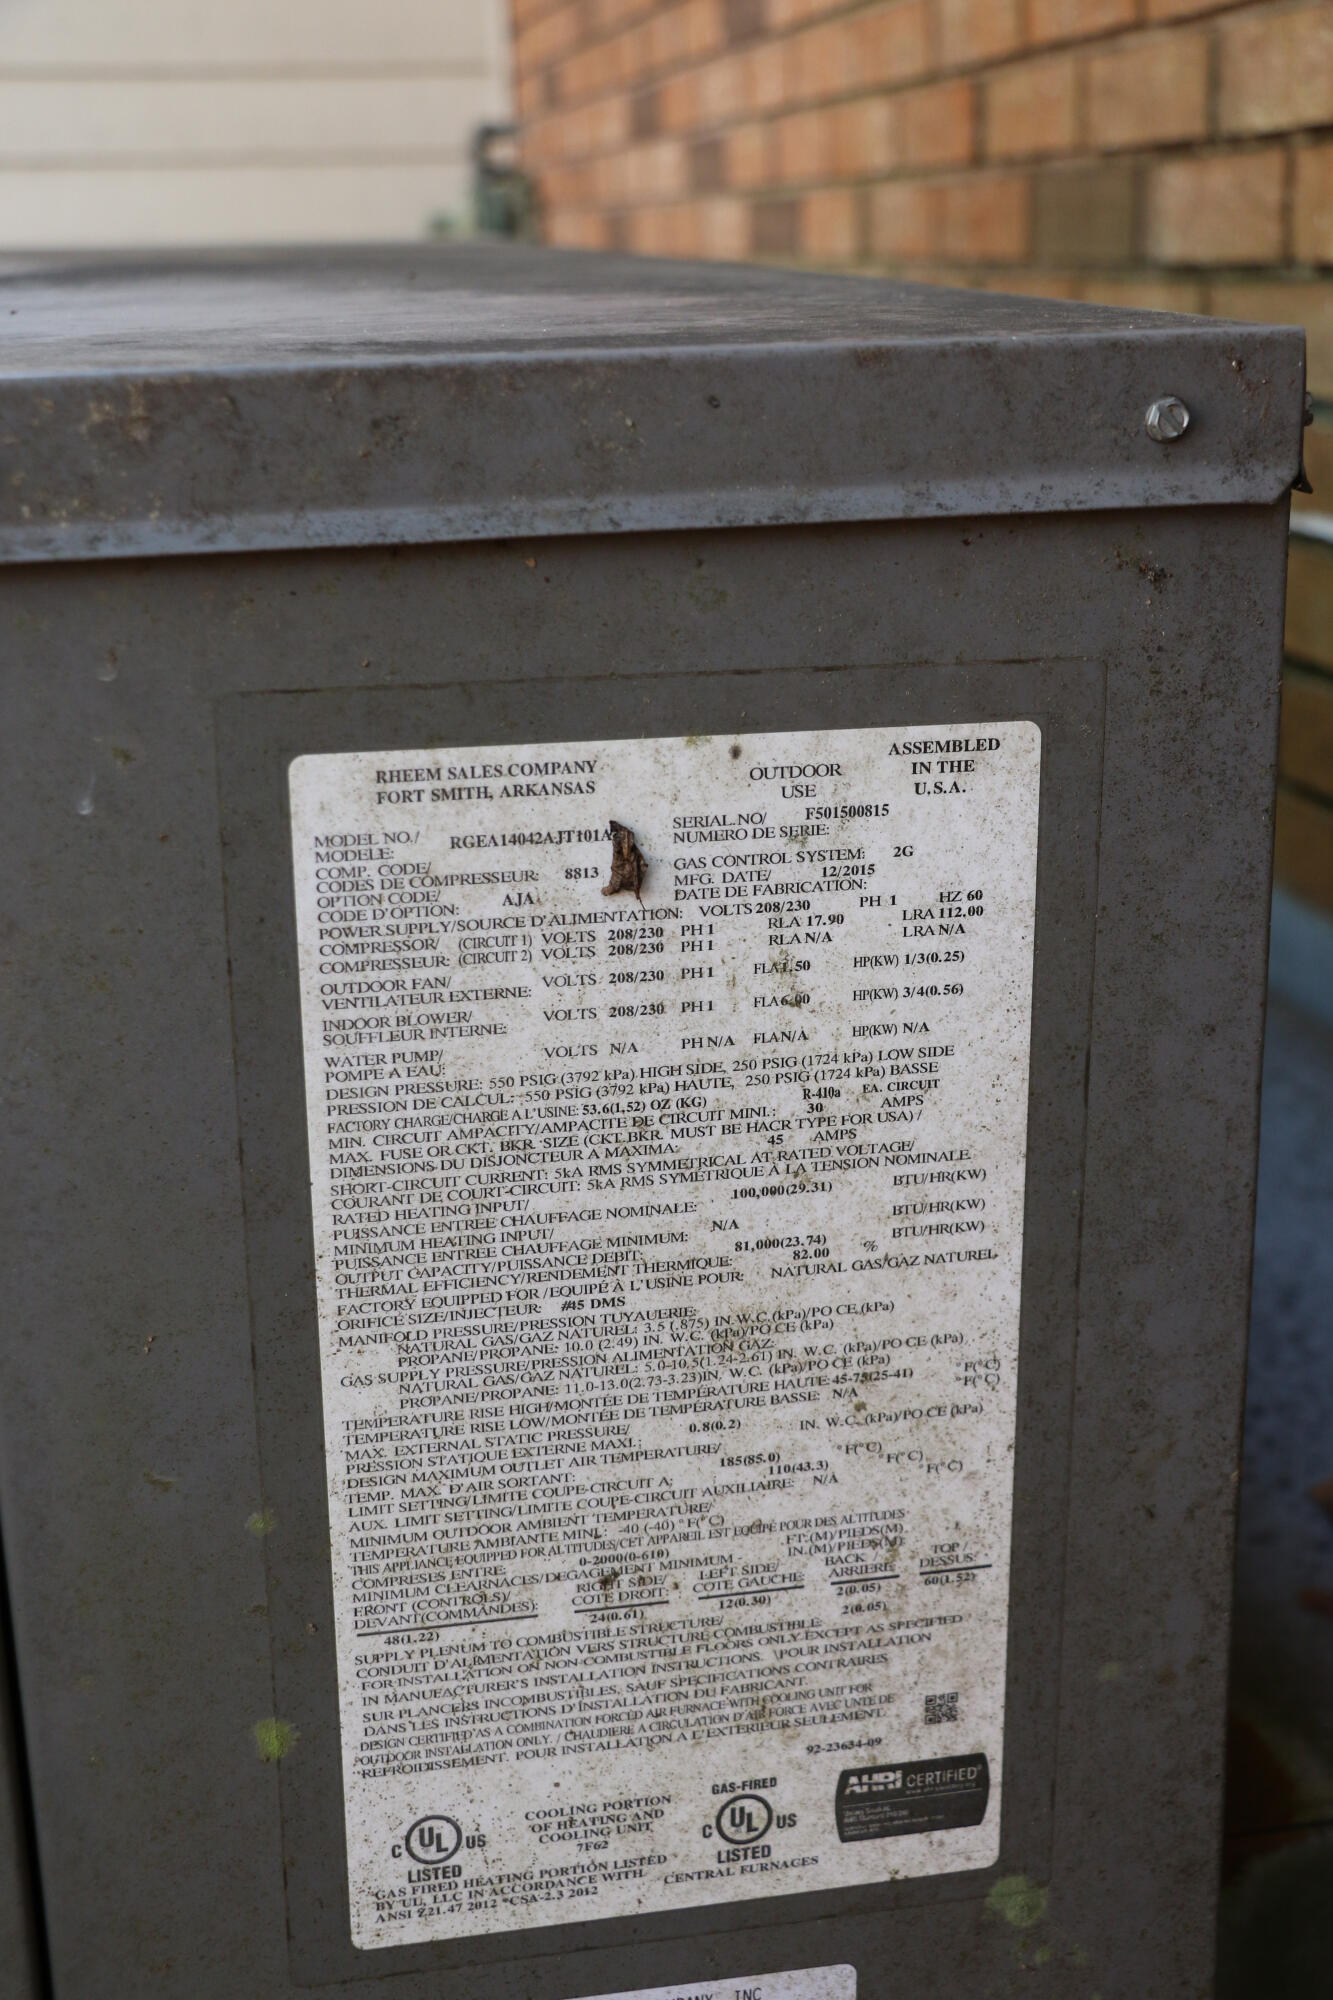 RHEEM SALES COMPANY
FORT SMITH, ARKANSAS
OUTDOOR
USE
ASSEMBLED
IN THE
U.S.A.
MODEL NO./ RGEA14042AJT101A
MODELE:
SERIAL.NO/ F501500815
NUMERO DE SERIE:
COMP. CODE/
CODES DE COMPRESSEUR: 8813
GAS CONTROL SYSTEM: 2G
OPTION CODE/ AJA
CODE D'OPTION:
MFG. DATE/ 12/2015
DATE DE FABRICATION:
POWER SUPPLY/SOURCE D'ALIMENTATION: VOLTS 208/230 PH 1 HZ 60
COMPRESSOR/ (CIRCUIT 1) VOLTS 208/230 PH 1 RLA 17.90 LRA 112.00
COMPRESSEUR: (CIRCUIT 2) VOLTS 208/230 PH 1 RLA N/A LRA N/A
OUTDOOR FAN/
VENTILATEUR EXTERNE: VOLTS 208/230 PH 1 FLA 1.50 HP(KW) 1/3(0.25)
INDOOR BLOWER/
SOUFFLEUR INTERNE: VOLTS 208/230 PH 1 FLA 6.00 HP(KW) 3/4(0.56)
WATER PUMP/
POMPE A EAU: VOLTS N/A PH N/A FLA N/A HP(KW) N/A
DESIGN PRESSURE: 550 PSIG (3792 kPa) HIGH SIDE, 250 PSIG (1724 kPa) LOW SIDE
PRESSION DE CALCUL: 550 PSIG (3792 kPa) HAUTE, 250 PSIG (1724 kPa) BASSE
FACTORY CHARGE/CHARGE A L'USINE: 53.6(1.52) OZ (KG) R-410a EA. CIRCUIT
MIN. CIRCUIT AMPACITY/AMPACITE DE CIRCUIT MINI.: 30 AMPS
MAX. FUSE OR CKT. BKR. SIZE (CKT.BKR. MUST BE HACR TYPE FOR USA) /
DIMENSIONS DU DISJONCTEUR A MAXIMA: 45 AMPS
SHORT-CIRCUIT CURRENT: 5kA RMS SYMMETRICAL AT RATED VOLTAGE/
COURANT DE COURT-CIRCUIT: 5kA RMS SYMÉTRIQUE À LA TENSION NOMINALE
RATED HEATING INPUT/
PUISSANCE ENTREE CHAUFFAGE NOMINALE: 100,000(29.31) BTU/HR(KW)
MINIMUM HEATING INPUT/
PUISSANCE ENTREE CHAUFFAGE MINIMUM: N/A BTU/HR(KW)
OUTPUT CAPACITY/PUISSANCE DEBIT: 81,000(23.74) BTU/HR(KW)
THERMAL EFFICIENCY/RENDEMENT THERMIQUE: 82.00 %
FACTORY EQUIPPED FOR /EQUIPÉ À L'USINE POUR: NATURAL GAS/GAZ NATUREL
ORIFICE SIZE/INJECTEUR: #45 DMS
MANIFOLD PRESSURE/PRESSION TUYAUERIE:
NATURAL GAS/GAZ NATUREL: 3.5 (.875) IN.W.C.(kPa)/PO CE (kPa)
PROPANE/PROPANE: 10.0 (2.49) IN. W.C. (kPa)/PO CE (kPa)
GAS SUPPLY PRESSURE/PRESSION ALIMENTATION GAZ:
NATURAL GAS/GAZ NATUREL: 5.0-10.5(1.24-2.61) IN. W.C. (kPa)/PO CE (kPa)
PROPANE/PROPANE: 11.0-13.0(2.73-3.23)IN. W.C. (kPa)/PO CE (kPa)
TEMPERATURE RISE HIGH/MONTÉE DE TEMPÉRATURE HAUTE: 45-75(25-41) °F(°C)
TEMPERATURE RISE LOW/MONTÉE DE TEMPÉRATURE BASSE: N/A °F(°C)
MAX. EXTERNAL STATIC PRESSURE/
PRESSION STATIQUE EXTERNE MAXI.: 0.8(0.2) IN. W.C. (kPa)/PO CE (kPa)
DESIGN MAXIMUM OUTLET AIR TEMPERATURE/
TEMP. MAX. D'AIR SORTANT: 185(85.0) °F(°C)
LIMIT SETTING/LIMITE COUPE-CIRCUIT A: 110(43.3) °F(°C)
AUX. LIMIT SETTING/LIMITE COUPE-CIRCUIT AUXILIAIRE: N/A °F(°C)
MINIMUM OUTDOOR AMBIENT TEMPERATURE/
TEMPERATURE AMBIANTE MINI.: -40 (-40) °F(°C)
THIS APPLIANCE EQUIPPED FOR ALTITUDES/CET APPAREIL EST EQUIPÉ POUR DES ALTITUDES
COMPRESES ENTRE: 0-2000(0-610) FT.(M)/PIEDS(M)
MINIMUM CLEARNACES/DEGAGEMENT MINIMUM - IN.(M)/PIEDS(M):
FRONT (CONTROLS)/ RIGHT SIDE/ LEFT SIDE/ BACK / TOP /
DEVANT(COMMANDES): COTE DROIT: COTE GAUCHE: ARRIERE: DESSUS:
48(1.22) 24(0.61) 12(0.30) 2(0.05) 60(1.52)
SUPPLY PLENUM TO COMBUSTIBLE STRUCTURE/
CONDUIT D'ALIMENTATION VERS STRUCTURE COMBUSTIBLE: 2(0.05)
FOR INSTALLATION ON NON-COMBUSTIBLE FLOORS ONLY EXCEPT AS SPECIFIED
IN MANUFACTURER'S INSTALLATION INSTRUCTIONS. \POUR INSTALLATION
SUR PLANCERS INCOMBUSTIBLES, SAUF SPECIFICATIONS CONTRAIRES
DANS LES INSTRUCTIONS D'INSTALLATION DU FABRICANT.
DESIGN CERTIFIED AS A COMBINATION FORCED AIR FURNACE WITH COOLING UNIT FOR
OUTDOOR INSTALLATION ONLY. / CHAUDIERE A CIRCULATION D'AIR FORCE AVEC UNTE DE
REFROIDISSEMENT. POUR INSTALLATION A L'EXTERIEUR SEULEMENT.
92-23634-09
C UL US
LISTED
COOLING PORTION
OF HEATING AND
COOLING UNIT
7F62
GAS-FIRED
C UL US
LISTED
CENTRAL FURNACES
AHRI CERTIFIED
GAS FIRED HEATING PORTION LISTED
BY UL, LLC IN ACCORDANCE WITH
ANSI Z21.47 2012 *CSA-2.3 2012
INC